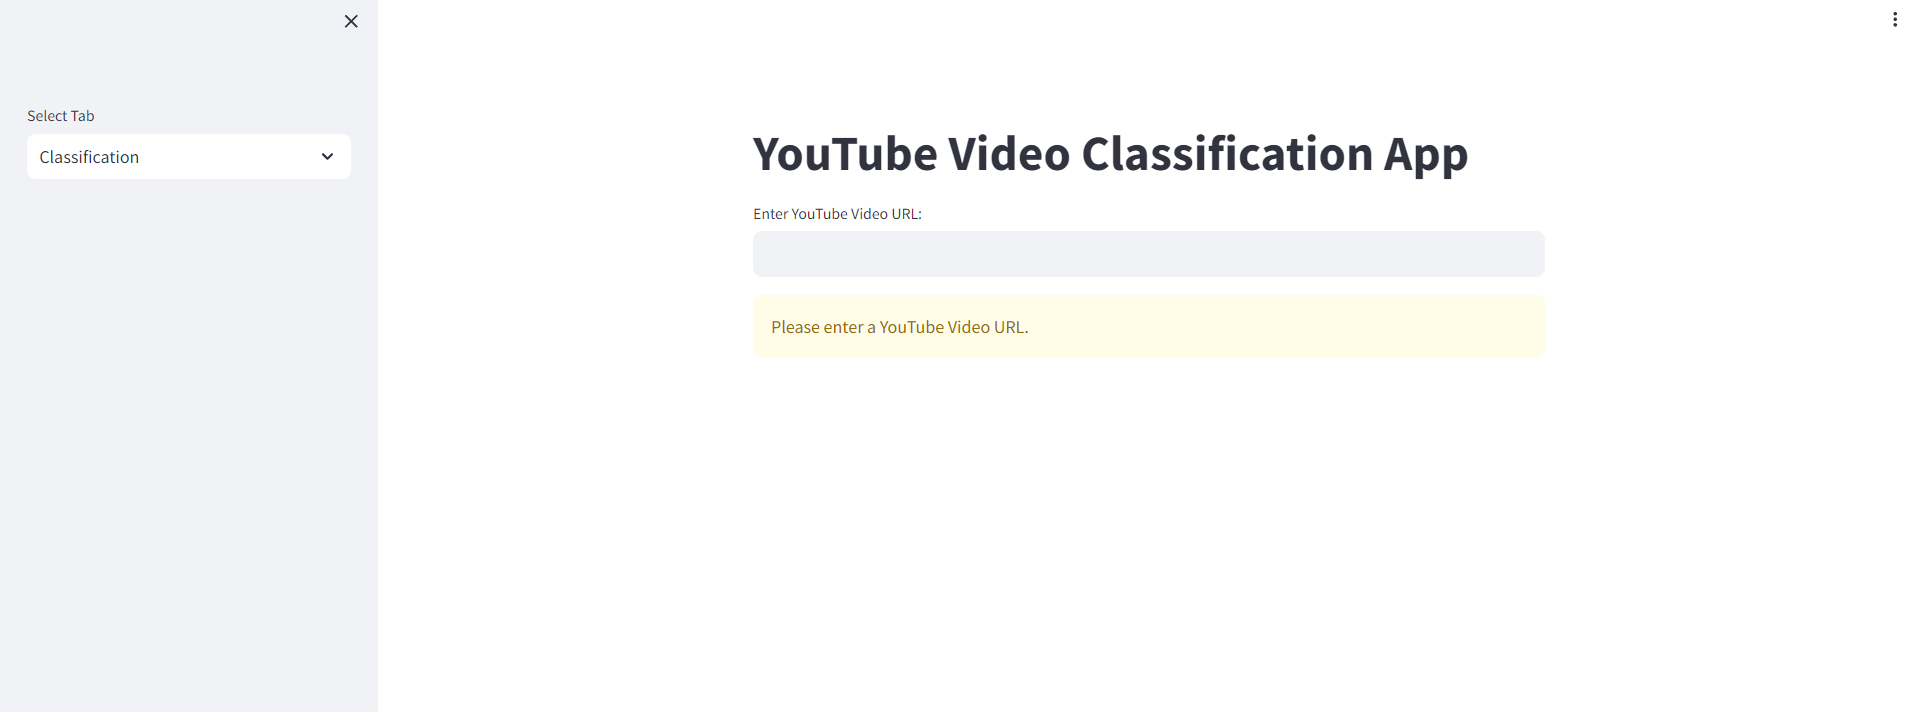 Select Tab
Classification
YouTube Video Classification App
Enter YouTube Video URL:
Please enter a YouTube Video URL.